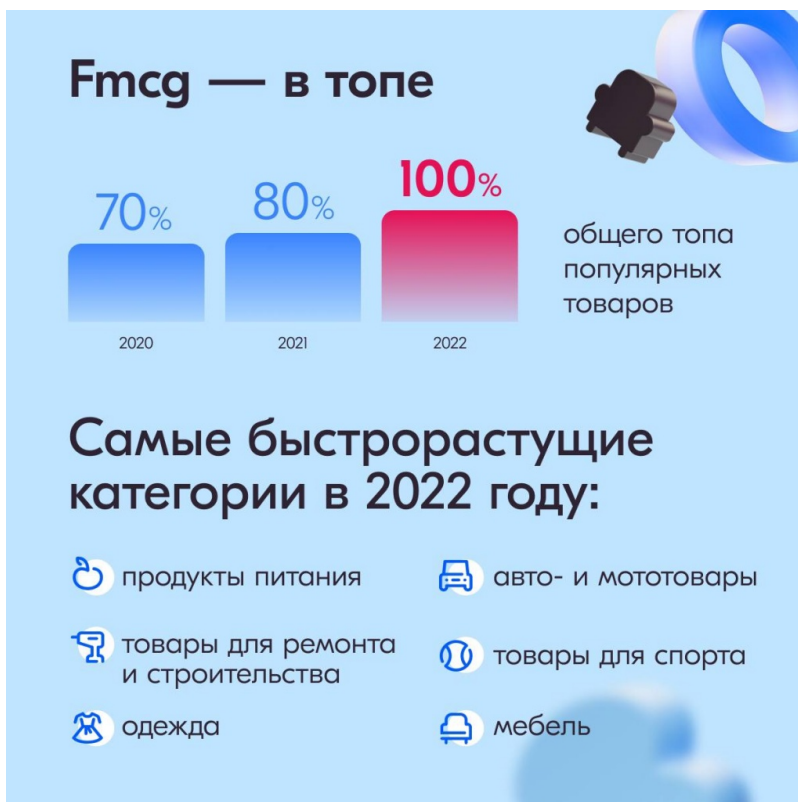 Fmcg — в топе
70%
80%
100%
общего топа
популярных
товаров
2020
2021
2022
Самые быстрорастущие
категории в 2022 году:
продукты питания
авто- и мототовары
товары для ремонта
и строительства
товары для спорта
одежда
мебель